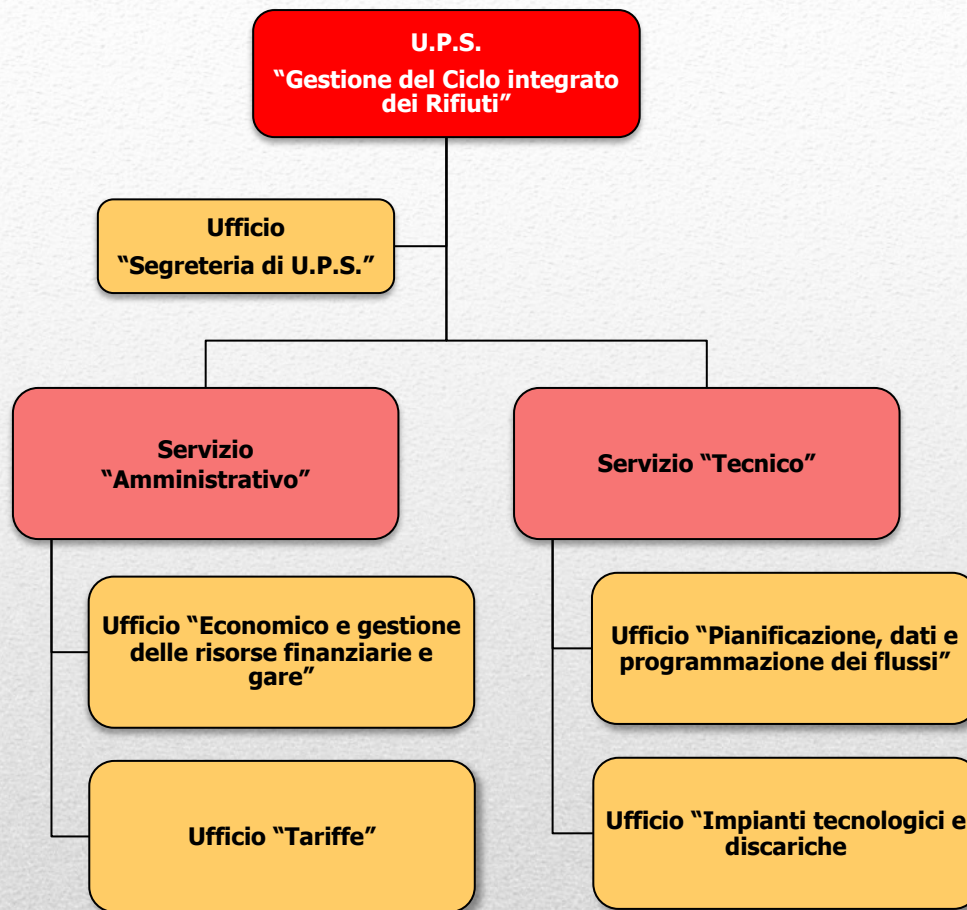 U.P.S.
“Gestione del Ciclo integrato
dei Rifiuti”
Ufficio
“Segreteria di U.P.S.”
Servizio
“Amministrativo”
Servizio “Tecnico”
Ufficio “Economico e gestione
delle risorse finanziarie e
gare”
Ufficio “Pianificazione, dati e
programmazione dei flussi”
Ufficio “Tariffe”
Ufficio “Impianti tecnologici e
discariche